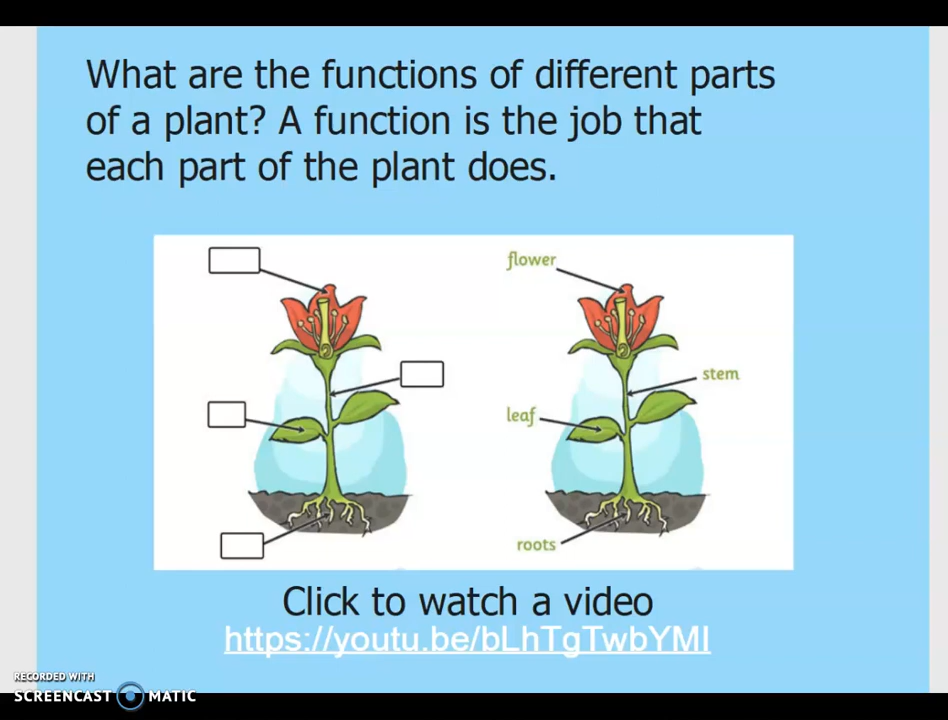 What are the functions of different parts
of a plant? A function is the job that
each part of the plant does.
flower
stem
leaf
roots
Click to watch a video
https://youtu.be/bLhTgTwbYMI
RECORDED WITH
SCREENCAST MATIC